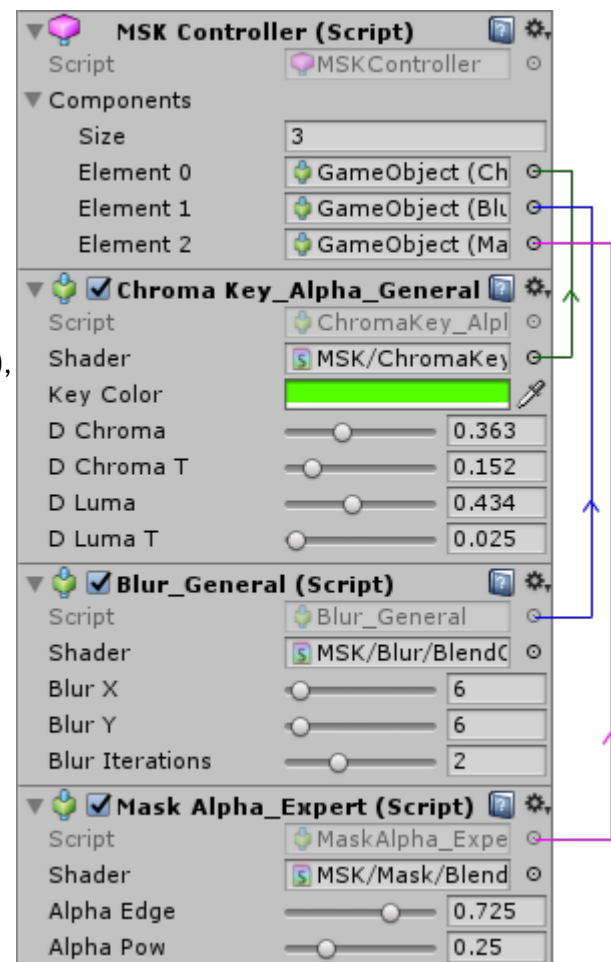 MSK Controller (Script)
Script MSKController
Components
Size 3
Element 0 GameObject (Ch
Element 1 GameObject (Blu
Element 2 GameObject (Ma
Chroma Key_Alpha_General
Script ChromaKey_Alpl
),
Shader MSK/ChromaKey
Key Color
D Chroma 0.363
D Chroma T 0.152
D Luma 0.434
D Luma T 0.025
Blur_General (Script)
Script Blur_General
Shader MSK/Blur/BlendC
Blur X 6
Blur Y 6
Blur Iterations 2
Mask Alpha_Expert (Script)
Script MaskAlpha_Expe
Shader MSK/Mask/Blend
Alpha Edge 0.725
Alpha Pow 0.25